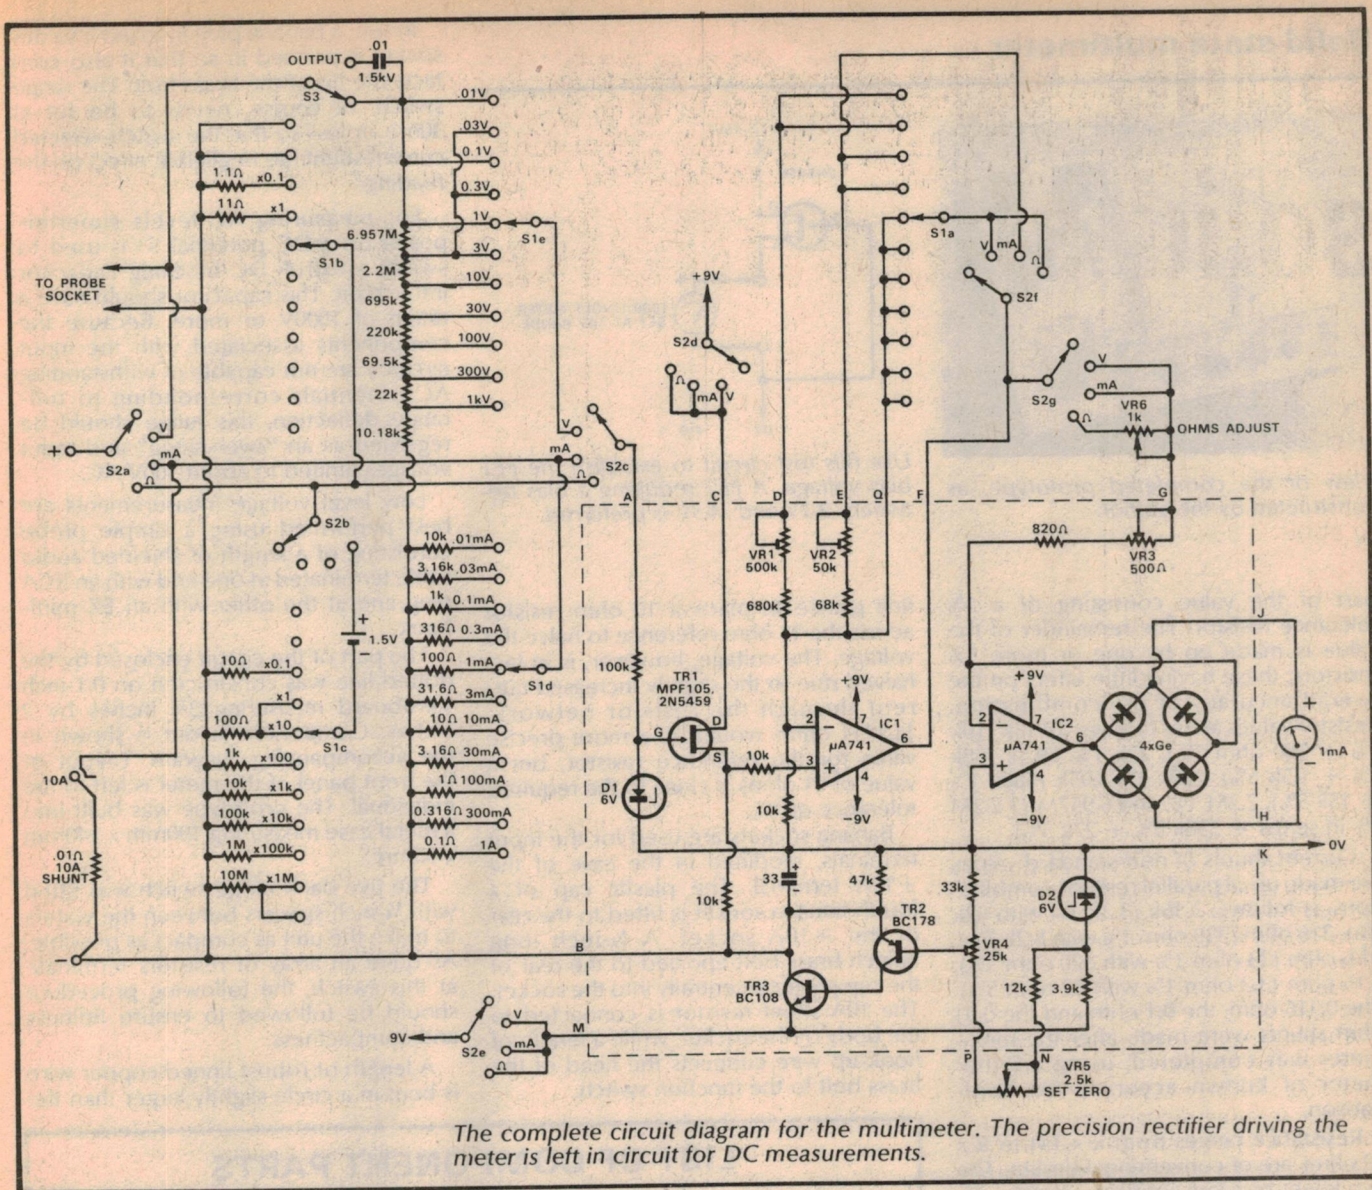 OUTPUT
.01
1.5kV
S3
.01V
.03V
0.1V
0.3V
1V
3V
10V
30V
100V
300V
1kV
1.1Ω x0.1
11Ω x1
S1b
6.957M
2.2M
695k
220k
69.5k
22k
10.18k
S1e
TO PROBE
SOCKET
+
S2a
V
mA
Ω
S2b
V
mA
Ω
S2c
+9V
S2d
Ω
mA
V
S1a
V
mA
Ω
S2f
S2g
V
mA
Ω
VR6
1k
OHMS ADJUST
A
C
D
E
Q
F
G
VR1
500k
VR2
50k
680k
68k
820Ω
VR3
500Ω
10k .01mA
3.16k .03mA
1k 0.1mA
316Ω 0.3mA
100Ω 1mA
31.6Ω 3mA
10Ω 10mA
3.16Ω 30mA
1Ω 100mA
0.316Ω 300mA
0.1Ω 1A
S1d
+
1.5V
10Ω x0.1
x1
100Ω x10
S1c
1k x100
10k x1k
100k x10k
1M x100k
10M x1M
10A
.01Ω
10A
SHUNT
−
100k
TR1
MPF105,
2N5459
G
D
S
D1
6V
10k
10k
10k
+9V
2
7
IC1
μA741
6
3
4
−9V
+9V
2
7
IC2
μA741
6
3
4
−9V
4xGe
+
1mA
−
H
K
0V
33
47k
TR2
BC178
TR3
BC108
33k
D2
6V
VR4
25k
12k
3.9k
B
M
P
N
9V
S2e
V
mA
Ω
VR5
2.5k
SET ZERO
The complete circuit diagram for the multimeter. The precision rectifier driving the
meter is left in circuit for DC measurements.